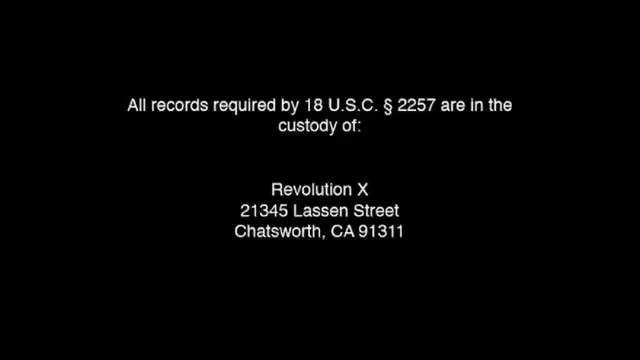 All records required by 18 U.S.C. § 2257 are in the
custody of:
Revolution X
21345 Lassen Street
Chatsworth, CA 91311